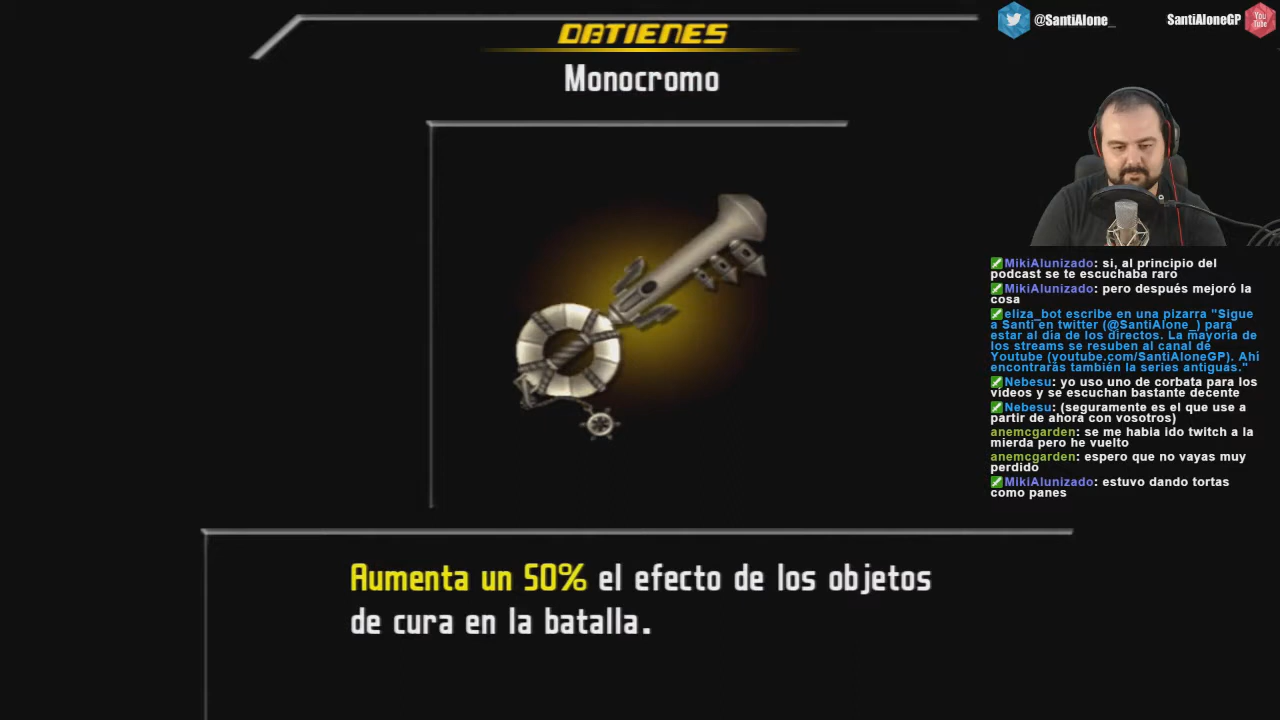 @SantiAlone_
SantiAloneGP
You
Tube
OBTIENES
Monocromo
MikiAlunizado: si, al principio del
podcast se te escuchaba raro
MikiAlunizado: pero después mejoró la
cosa
eliza_bot escribe en una pizarra "Sigue
a Santi en twitter (@SantiAlone_) para
estar al día de los directos. La mayoría de
los streams se resuben al canal de
Youtube (youtube.com/SantiAloneGP). Ahí
encontrarás también la series antiguas."
Nebesu: yo uso uno de corbata para los
videos y se escuchan bastante decente
Nebesu: (seguramente es el que use a
partir de ahora con vosotros)
anemcgarden: se me habia ido twitch a la
mierda pero he vuelto
anemcgarden: espero que no vayas muy
perdido
MikiAlunizado: estuvo dando tortas
como panes
Aumenta un 50% el efecto de los objetos
de cura en la batalla.